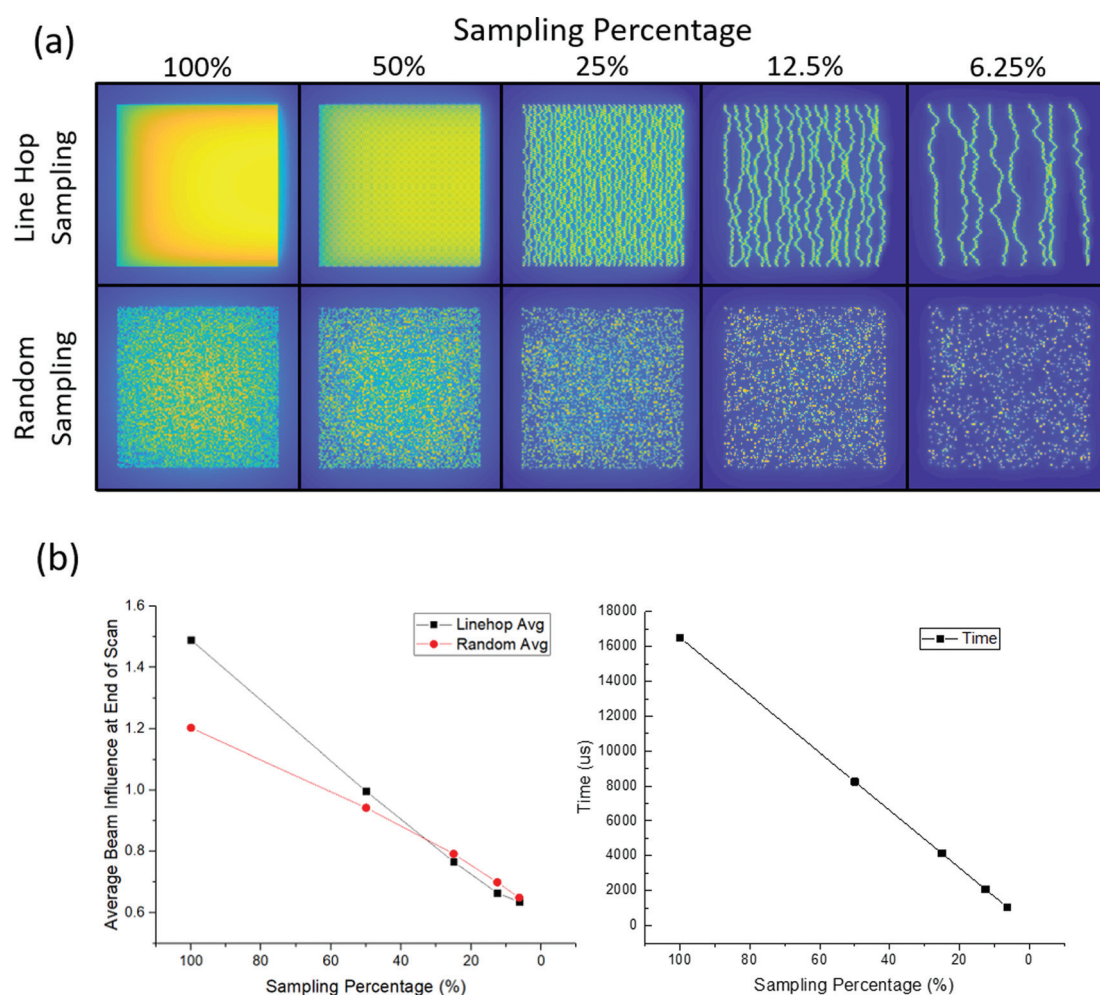 (a)
Sampling Percentage
100% 50% 25% 12.5% 6.25%
Line Hop
Sampling
Random
Sampling
(b)
Average Beam Influence at End of Scan
1.6
1.4
1.2
1.0
0.8
0.6
Linehop Avg
Random Avg
100 80 60 40 20 0
Sampling Percentage (%)
Time (us)
18000
16000
14000
12000
10000
8000
6000
4000
2000
0
Time
100 80 60 40 20 0
Sampling Percentage (%)